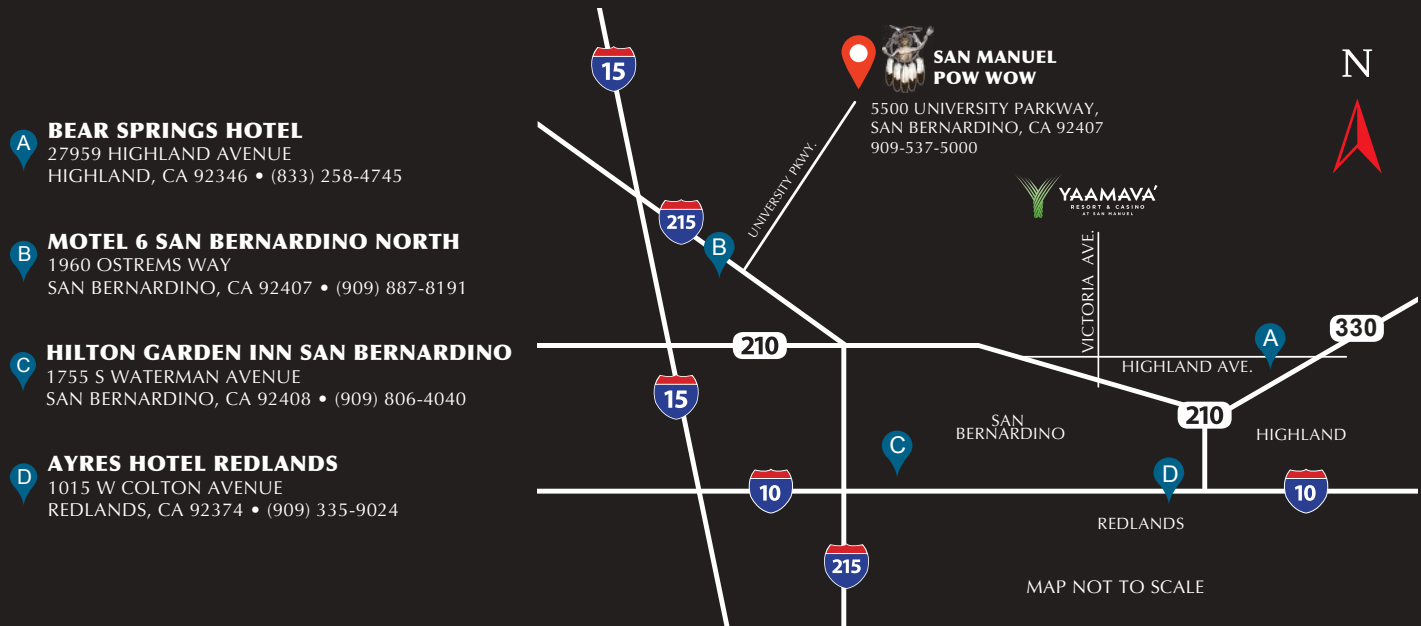 A
BEAR SPRINGS HOTEL
27959 HIGHLAND AVENUE
HIGHLAND, CA 92346 • (833) 258-4745
B
MOTEL 6 SAN BERNARDINO NORTH
1960 OSTREMS WAY
SAN BERNARDINO, CA 92407 • (909) 887-8191
C
HILTON GARDEN INN SAN BERNARDINO
1755 S WATERMAN AVENUE
SAN BERNARDINO, CA 92408 • (909) 806-4040
D
AYRES HOTEL REDLANDS
1015 W COLTON AVENUE
REDLANDS, CA 92374 • (909) 335-9024
15
SAN MANUEL
POW WOW
5500 UNIVERSITY PARKWAY,
SAN BERNARDINO, CA 92407
909-537-5000
N
UNIVERSITY PKWY.
YAAMAVA'
RESORT & CASINO
AT SAN MANUEL
215
B
VICTORIA AVE.
210
A
330
HIGHLAND AVE.
15
210
SAN
BERNARDINO
HIGHLAND
C
D
10
10
REDLANDS
215
MAP NOT TO SCALE